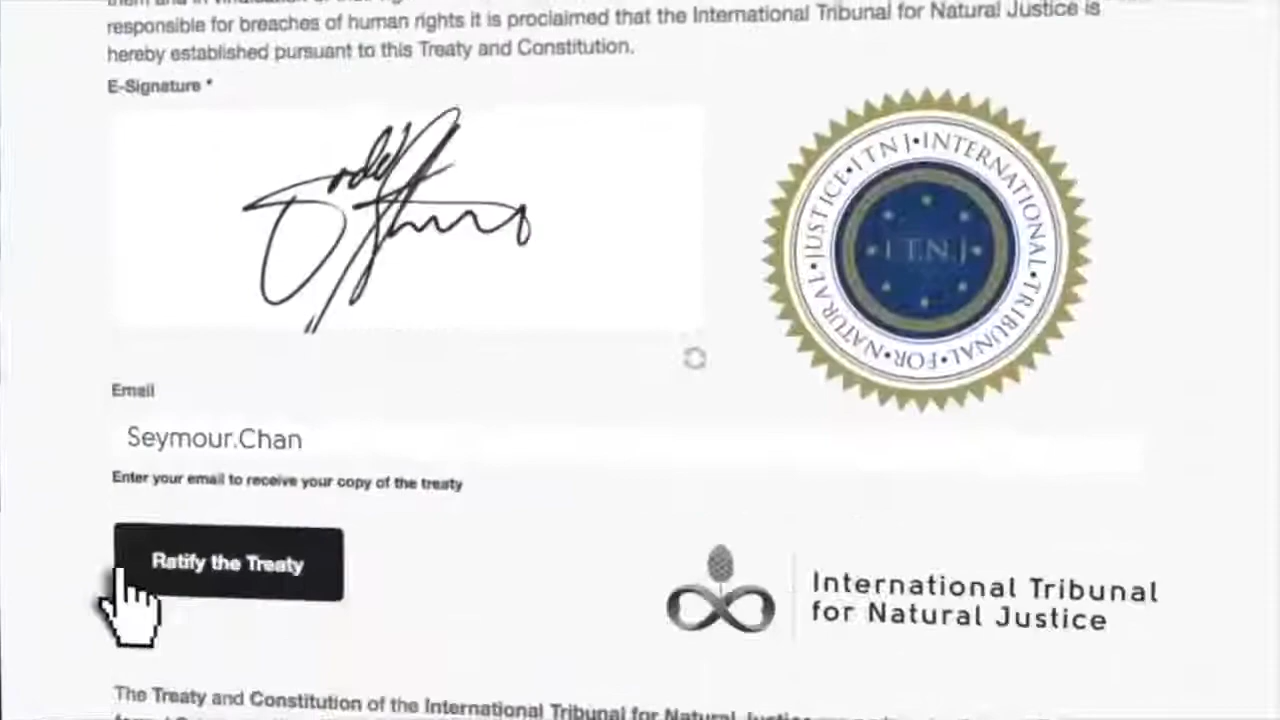 responsible for breaches of human rights it is proclaimed that the International Tribunal for Natural Justice is
hereby established pursuant to this Treaty and Constitution.
E-Signature *
I T N J • INTERNATIONAL • TRIBUNAL • FOR • NATURAL • JUSTICE •
• I.T.N.J •
Email
Seymour.Chan
Enter your email to receive your copy of the treaty
Ratify the Treaty
International Tribunal
for Natural Justice
The Treaty and Constitution of the International Tribunal for Natural Justice